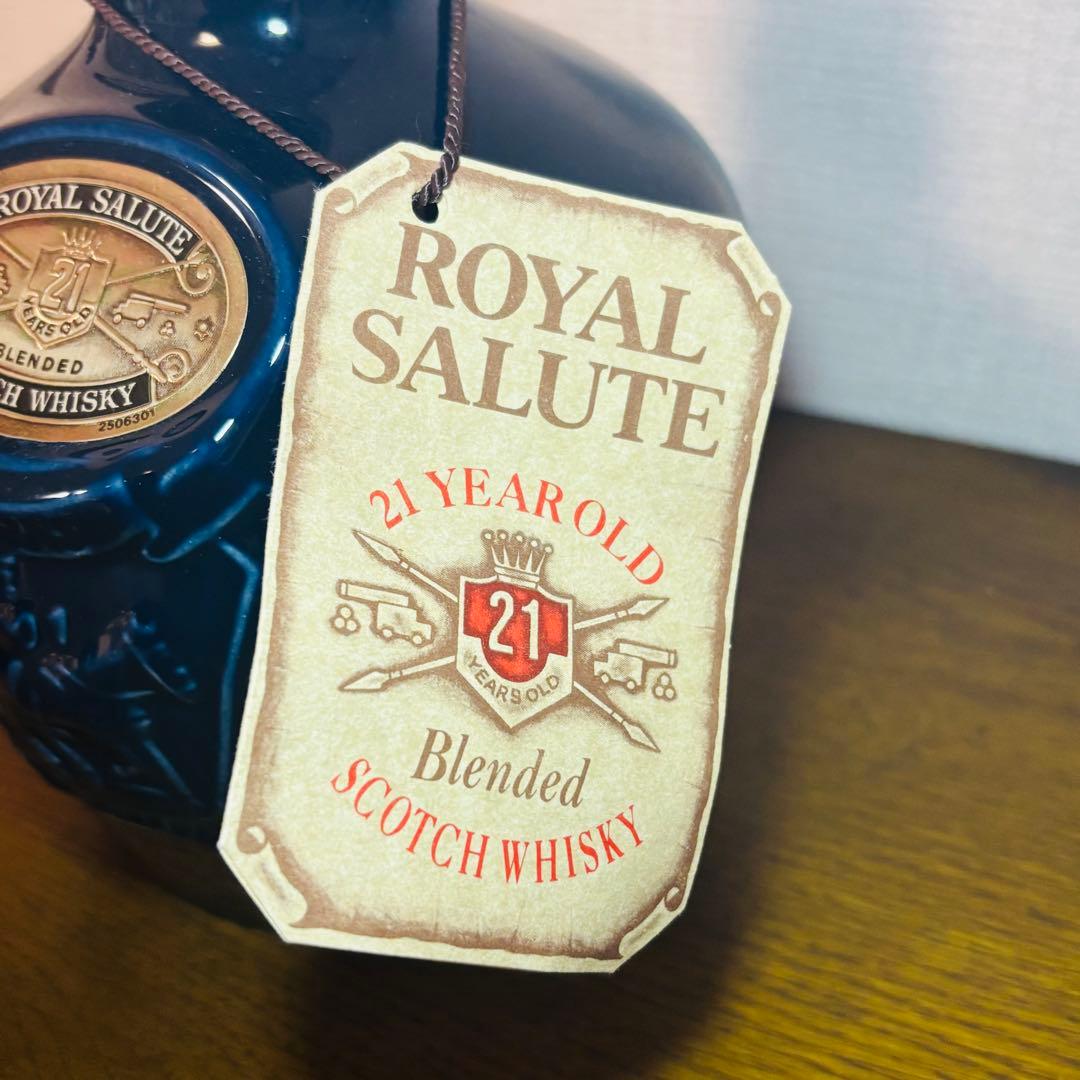 ROYAL SALUTE
21
YEARS OLD
BLENDED
WHISKY
2506301
ROYAL
SALUTE
21 YEAR OLD
21
YEARS OLD
Blended
SCOTCH WHISKY